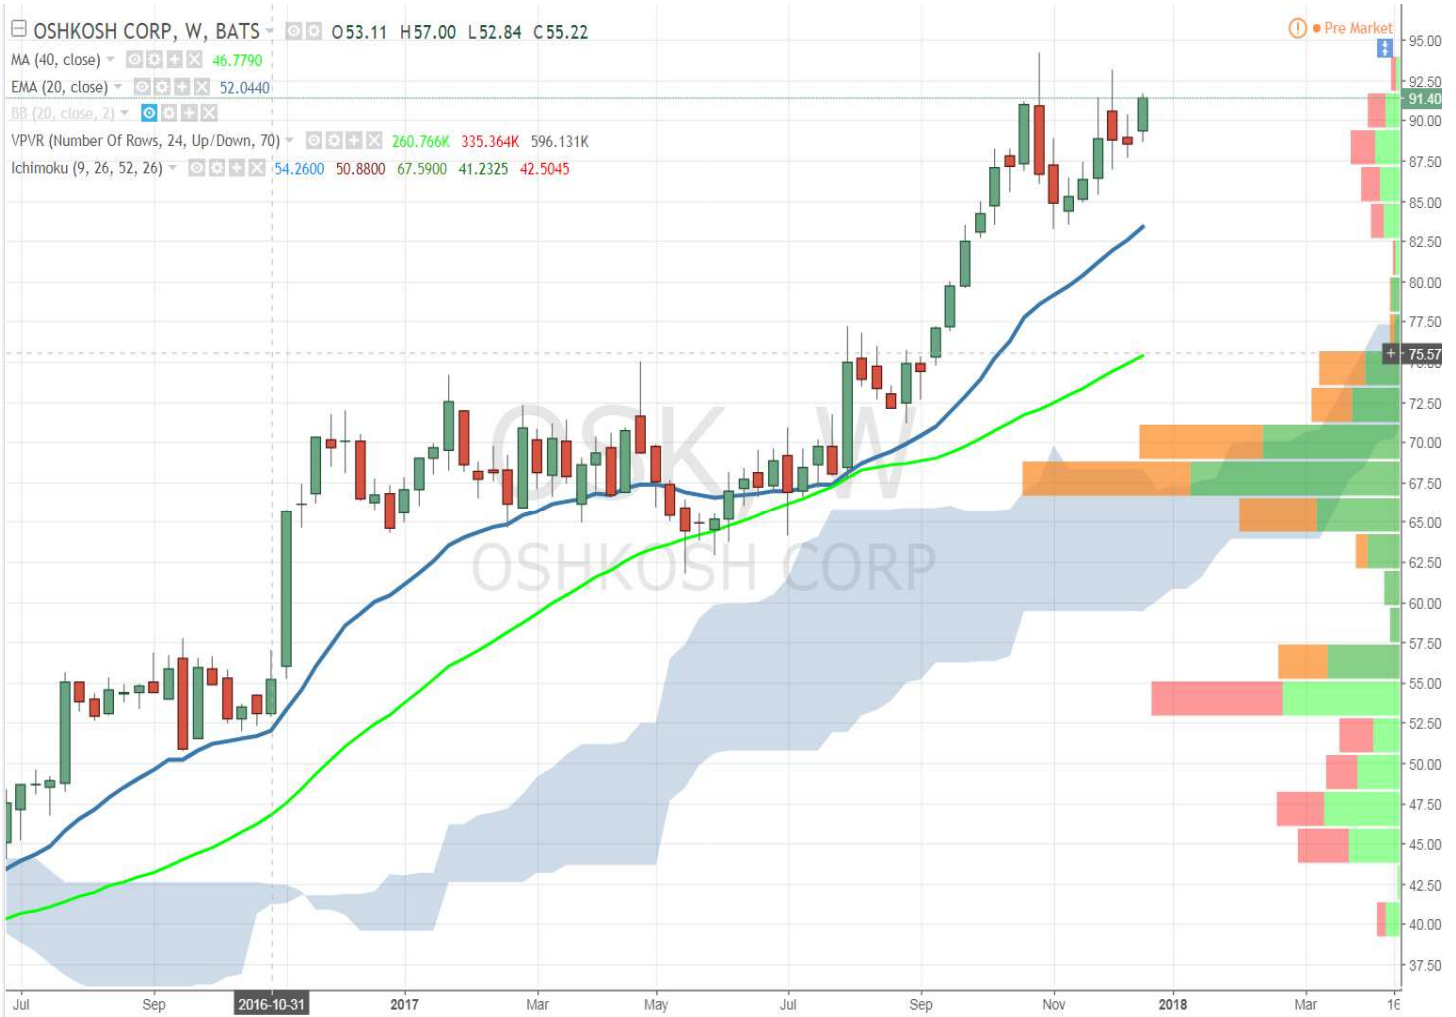 OSHKOSH CORP, W, BATS O53.11 H57.00 L52.84 C55.22
Pre Market
MA (40, close) 46.7790
EMA (20, close) 52.0440
BB (20, close, 2)
VPVR (Number Of Rows, 24, Up/Down, 70) 260.766K 335.364K 596.131K
Ichimoku (9, 26, 52, 26) 54.2600 50.8800 67.5900 41.2325 42.5045
OSK, W
OSHKOSH CORP
95.00
92.50
91.40
90.00
87.50
85.00
82.50
80.00
77.50
75.57
75.00
72.50
70.00
67.50
65.00
62.50
60.00
57.50
55.00
52.50
50.00
47.50
45.00
42.50
40.00
37.50
Jul Sep 2016-10-31 2017 Mar May Jul Sep Nov 2018 Mar 16